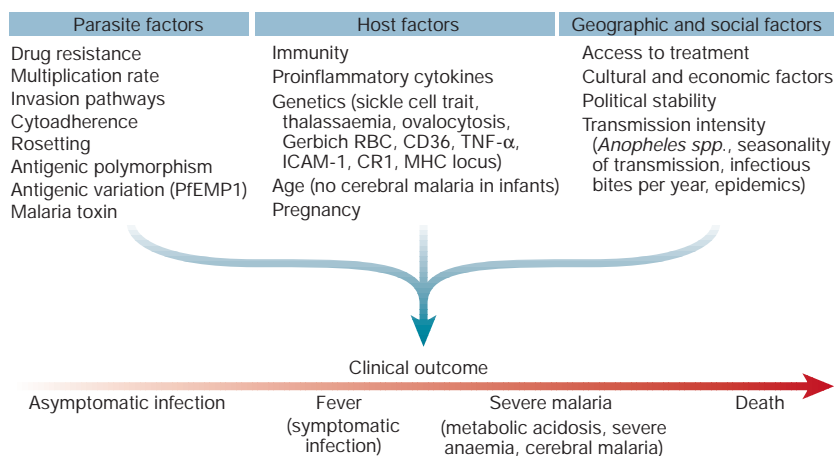 Parasite factors
Drug resistance
Multiplication rate
Invasion pathways
Cytoadherence
Rosetting
Antigenic polymorphism
Antigenic variation (PfEMP1)
Malaria toxin
Host factors
Immunity
Proinflammatory cytokines
Genetics (sickle cell trait,
thalassaemia, ovalocytosis,
Gerbich RBC, CD36, TNF-α,
ICAM-1, CR1, MHC locus)
Age (no cerebral malaria in infants)
Pregnancy
Geographic and social factors
Access to treatment
Cultural and economic factors
Political stability
Transmission intensity
(Anopheles spp., seasonality
of transmission, infectious
bites per year, epidemics)
Clinical outcome
Asymptomatic infection
Fever
(symptomatic
infection)
Severe malaria
(metabolic acidosis, severe
anaemia, cerebral malaria)
Death